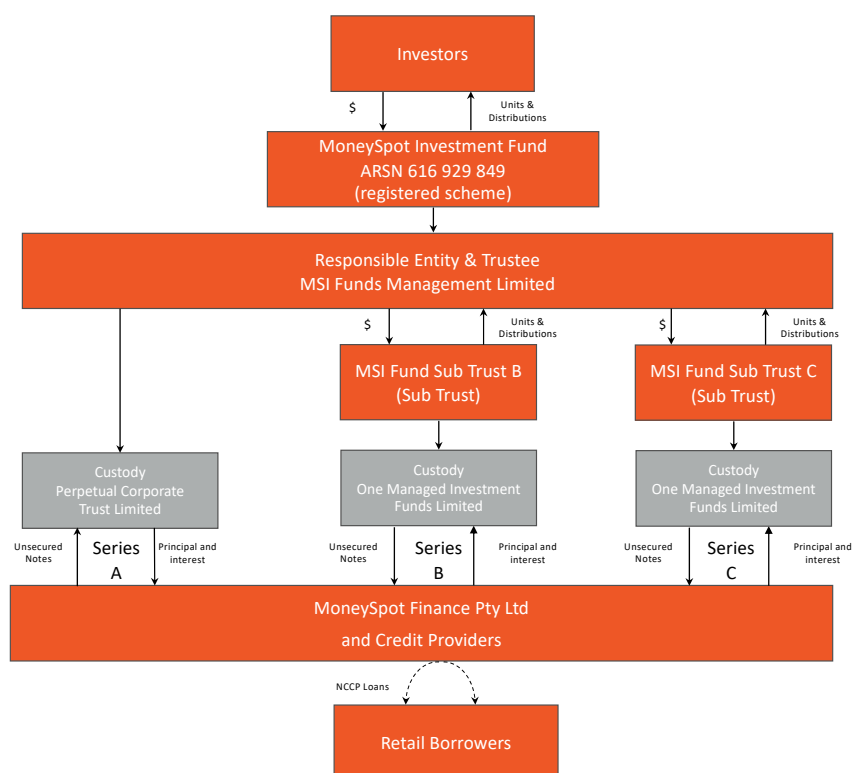 Investors
$
Units &
Distributions
MoneySpot Investment Fund
ARSN 616 929 849
(registered scheme)
Responsible Entity & Trustee
MSI Funds Management Limited
$
Units &
Distributions
$
Units &
Distributions
MSI Fund Sub Trust B
(Sub Trust)
MSI Fund Sub Trust C
(Sub Trust)
Custody
Perpetual Corporate
Trust Limited
Custody
One Managed Investment
Funds Limited
Custody
One Managed Investment
Funds Limited
Unsecured
Notes
Series
A
Principal and
interest
Unsecured
Notes
Series
B
Principal and
interest
Unsecured
Notes
Series
C
Principal and
interest
MoneySpot Finance Pty Ltd
and Credit Providers
NCCP Loans
Retail Borrowers